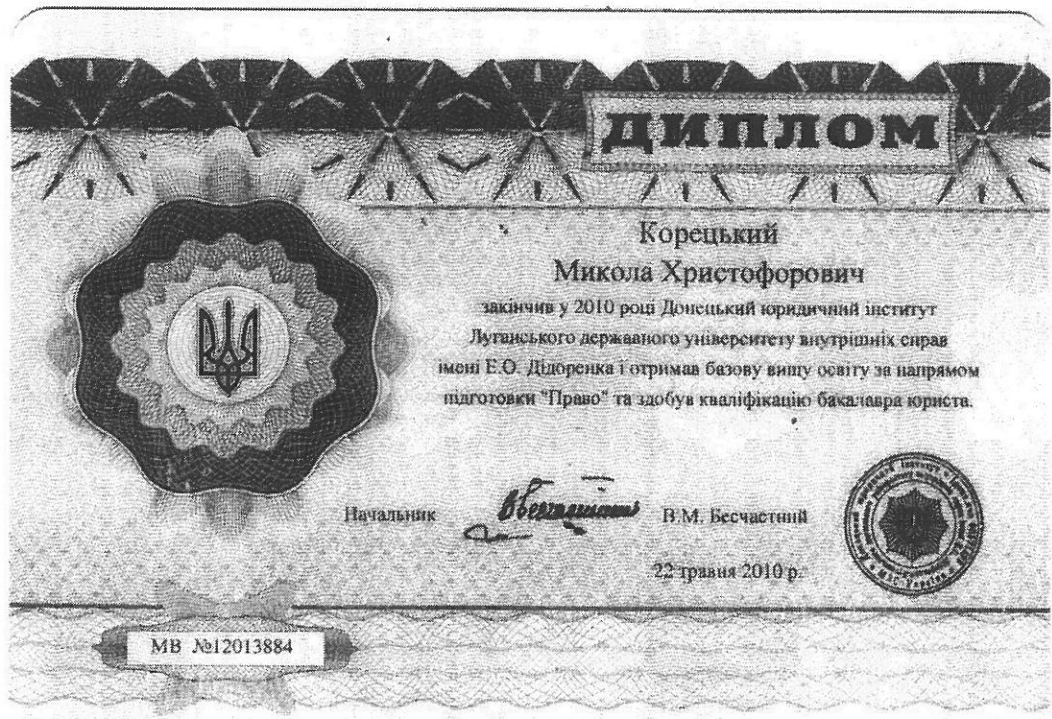 ДИПЛОМ
Корецький
Микола Христофорович
закінчив у 2010 році Донецький юридичний інститут
Луганського державного університету внутрішніх справ
імені Е.О. Дідоренка і отримав базову вищу освіту за напрямом
підготовки "Право" та здобув кваліфікацію бакалавра юриста.
Начальник В.М. Бесчастний
22 травня 2010 р.
МВ №12013884